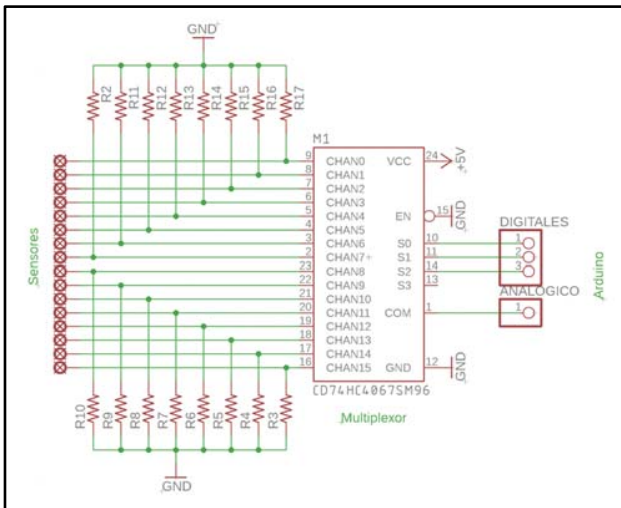 GND
R2 R11 R12 R13 R14 R15 R16 R17
M1
9 CHAN0 VCC 24 +5V
8 CHAN1
7 CHAN2
6 CHAN3
5 CHAN4 EN 15 GND
4 CHAN5 DIGITALES
3 CHAN6 S0 10 1
2 CHAN7+ S1 11 2
23 CHAN8 S2 14 3
22 CHAN9 S3 13
21 CHAN10 ANALOGICO
20 CHAN11 COM 1 1
19 CHAN12
18 CHAN13
17 CHAN14
16 CHAN15 GND 12 GND
Sensores
Arduino
CD74HC4067SM96
Multiplexor
R10 R9 R8 R7 R6 R5 R4 R3
GND